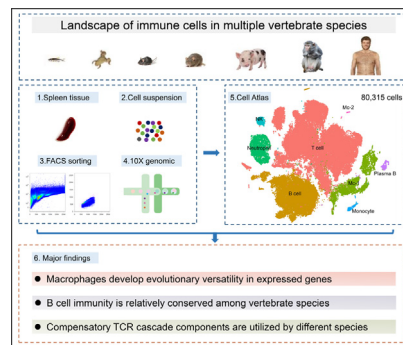 Landscape of immune cells in multiple vertebrate species
1.Spleen tissue
2.Cell suspension
3.FACS sorting
4.10X genomic
5.Cell Atlas
80,315 cells
Mc-2
NK
T cell
Neutrophil
Plasma B
B cell
Monocyte
6. Major findings
Macrophages develop evolutionary versatility in expressed genes
B cell immunity is relatively conserved among vertebrate species
Compensatory TCR cascade components are utilized by different species